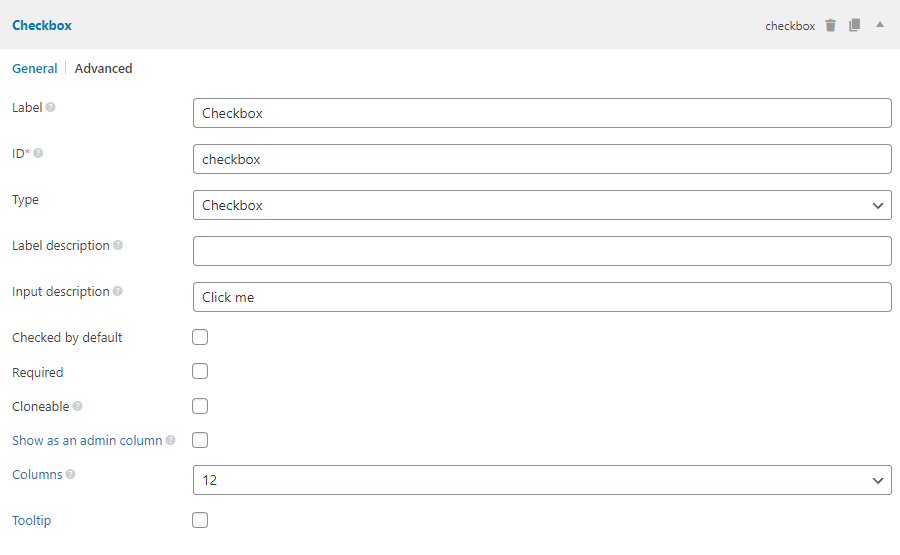 Checkbox checkbox
General Advanced
Label Checkbox
ID* checkbox
Type Checkbox
Label description
Input description Click me
Checked by default
Required
Cloneable
Show as an admin column
Columns 12
Tooltip